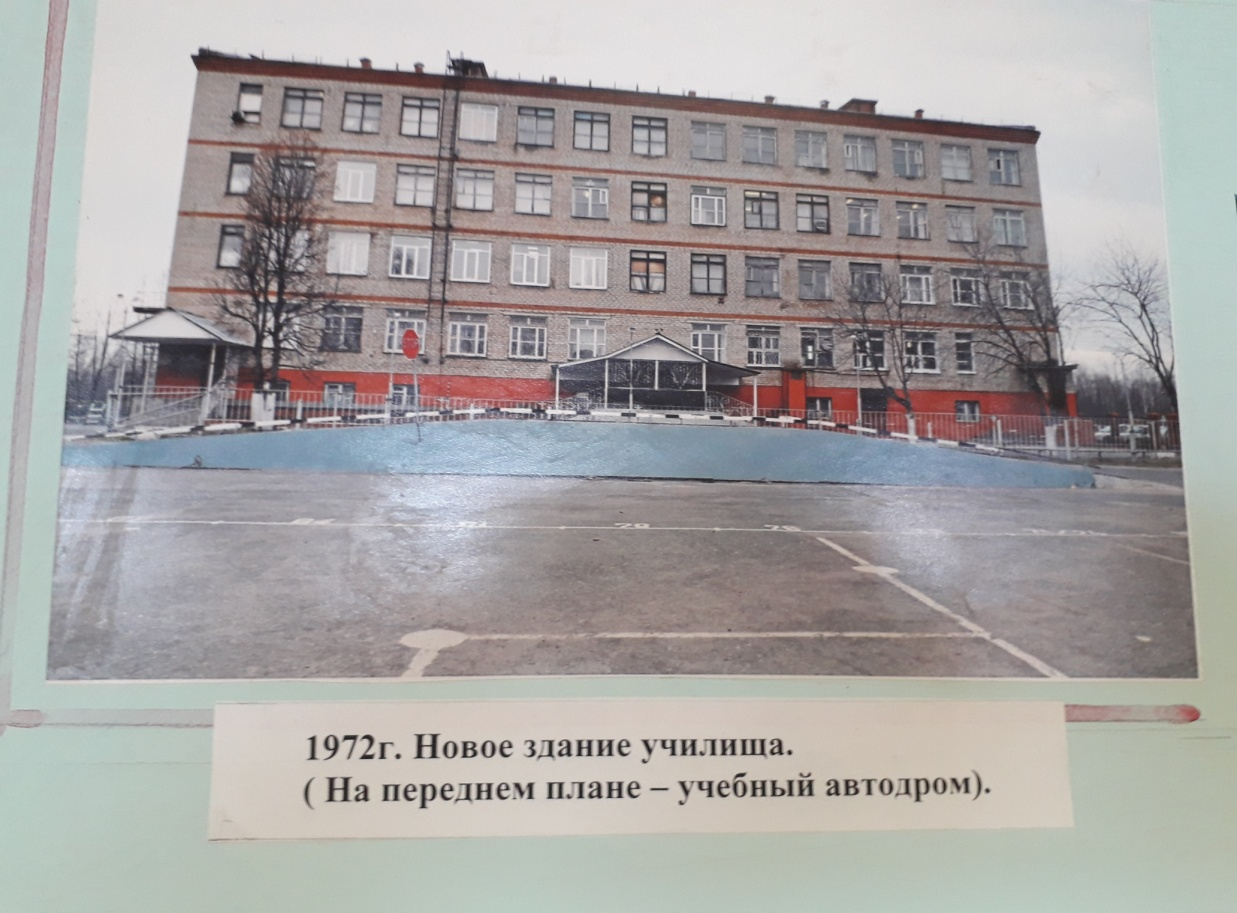 1972г. Новое здание училища.
( На переднем плане – учебный автодром).